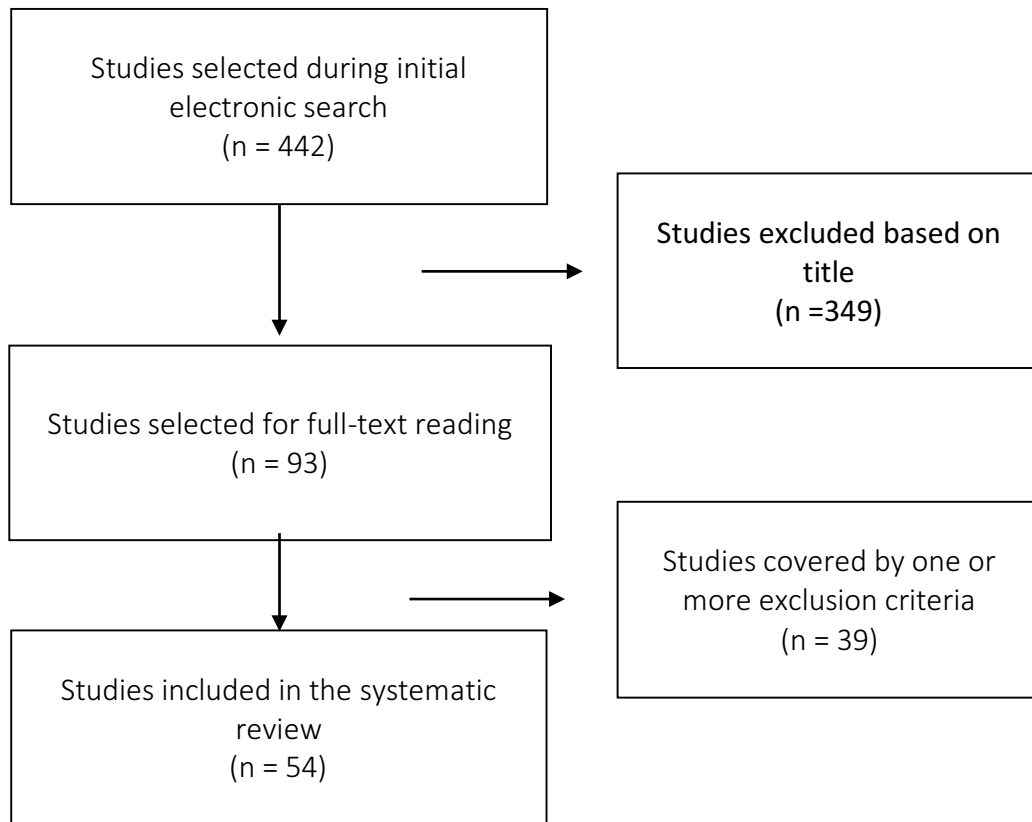 Studies selected during initial
electronic search
(n = 442)
Studies excluded based on
title
(n =349)
Studies selected for full-text reading
(n = 93)
Studies covered by one or
more exclusion criteria
(n = 39)
Studies included in the systematic
review
(n = 54)